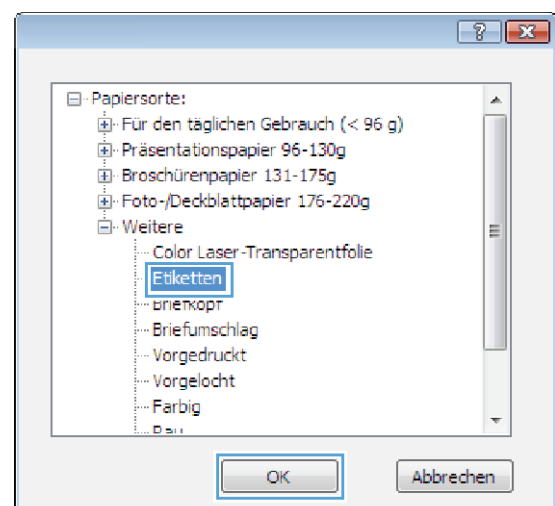 Papiersorte:
Für den täglichen Gebrauch (< 96 g)
Präsentationspapier 96-130g
Broschürenpapier 131-175g
Foto-/Deckblattpapier 176-220g
Weitere
Color Laser-Transparentfolie
Etiketten
Briefkopf
Briefumschlag
Vorgedruckt
Vorgelocht
Farbig
OK
Abbrechen